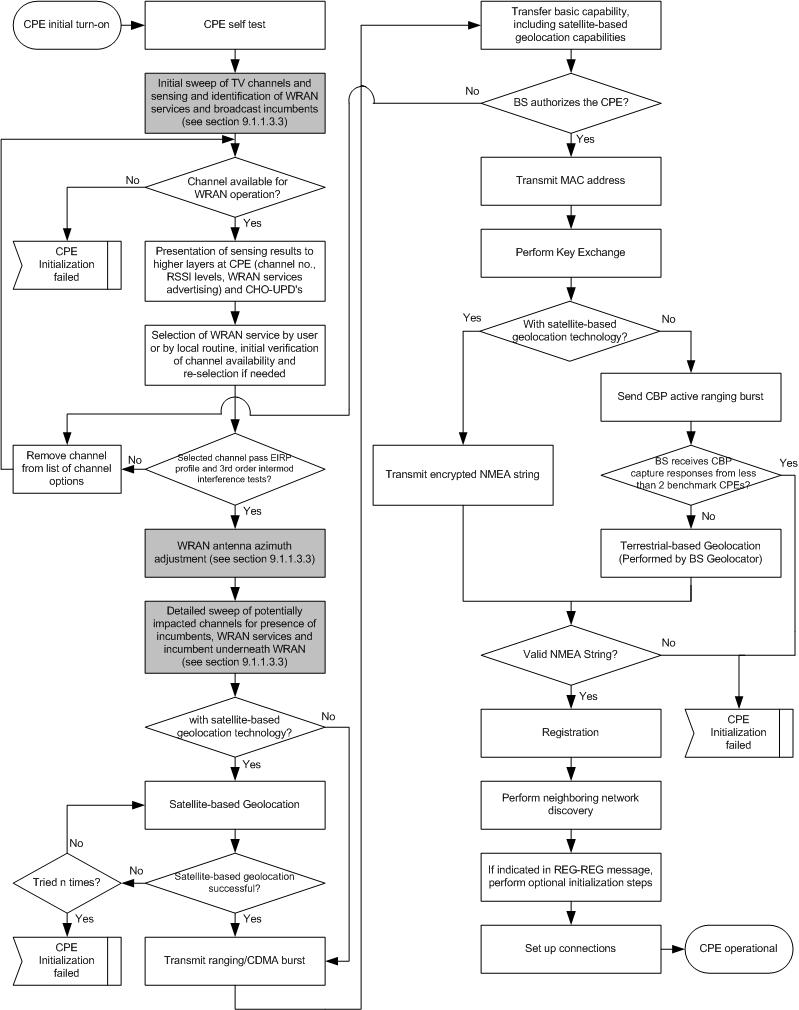 CPE initial turn-on
CPE self test
Initial sweep of TV channels and
sensing and identification of WRAN
services and broadcast incumbents
(see section 9.1.1.3.3)
Channel available for
WRAN operation?
No
Yes
CPE
Initialization
failed
Presentation of sensing results to
higher layers at CPE (channel no.,
RSSI levels, WRAN services
advertising) and CHO-UPD's
Selection of WRAN service by user
or by local routine, initial verification
of channel availability and
re-selection if needed
Remove channel
from list of channel
options
No
Selected channel pass EIRP
profile and 3rd order intermod
interference tests?
Yes
WRAN antenna azimuth
adjustment (see section 9.1.1.3.3)
Detailed sweep of potentially
impacted channels for presence of
incumbents, WRAN services and
incumbent underneath WRAN
(see section 9.1.1.3.3)
with satellite-based
geolocation technology?
No
Yes
Satellite-based Geolocation
No
Tried n times?
No
Satellite-based geolocation
successful?
Yes
Yes
CPE
Initialization
failed
Transmit ranging/CDMA burst
Transfer basic capability,
including satellite-based
geolocation capabilities
No
BS authorizes the CPE?
Yes
Transmit MAC address
Perform Key Exchange
Yes
With satellite-based
geolocation technology?
No
Send CBP active ranging burst
Transmit encrypted NMEA string
BS receives CBP
capture responses from less
than 2 benchmark CPEs?
Yes
No
Terrestrial-based Geolocation
(Performed by BS Geolocator)
Valid NMEA String?
No
Yes
CPE
Initialization
failed
Registration
Perform neighboring network
discovery
If indicated in REG-REG message,
perform optional initialization steps
Set up connections
CPE operational